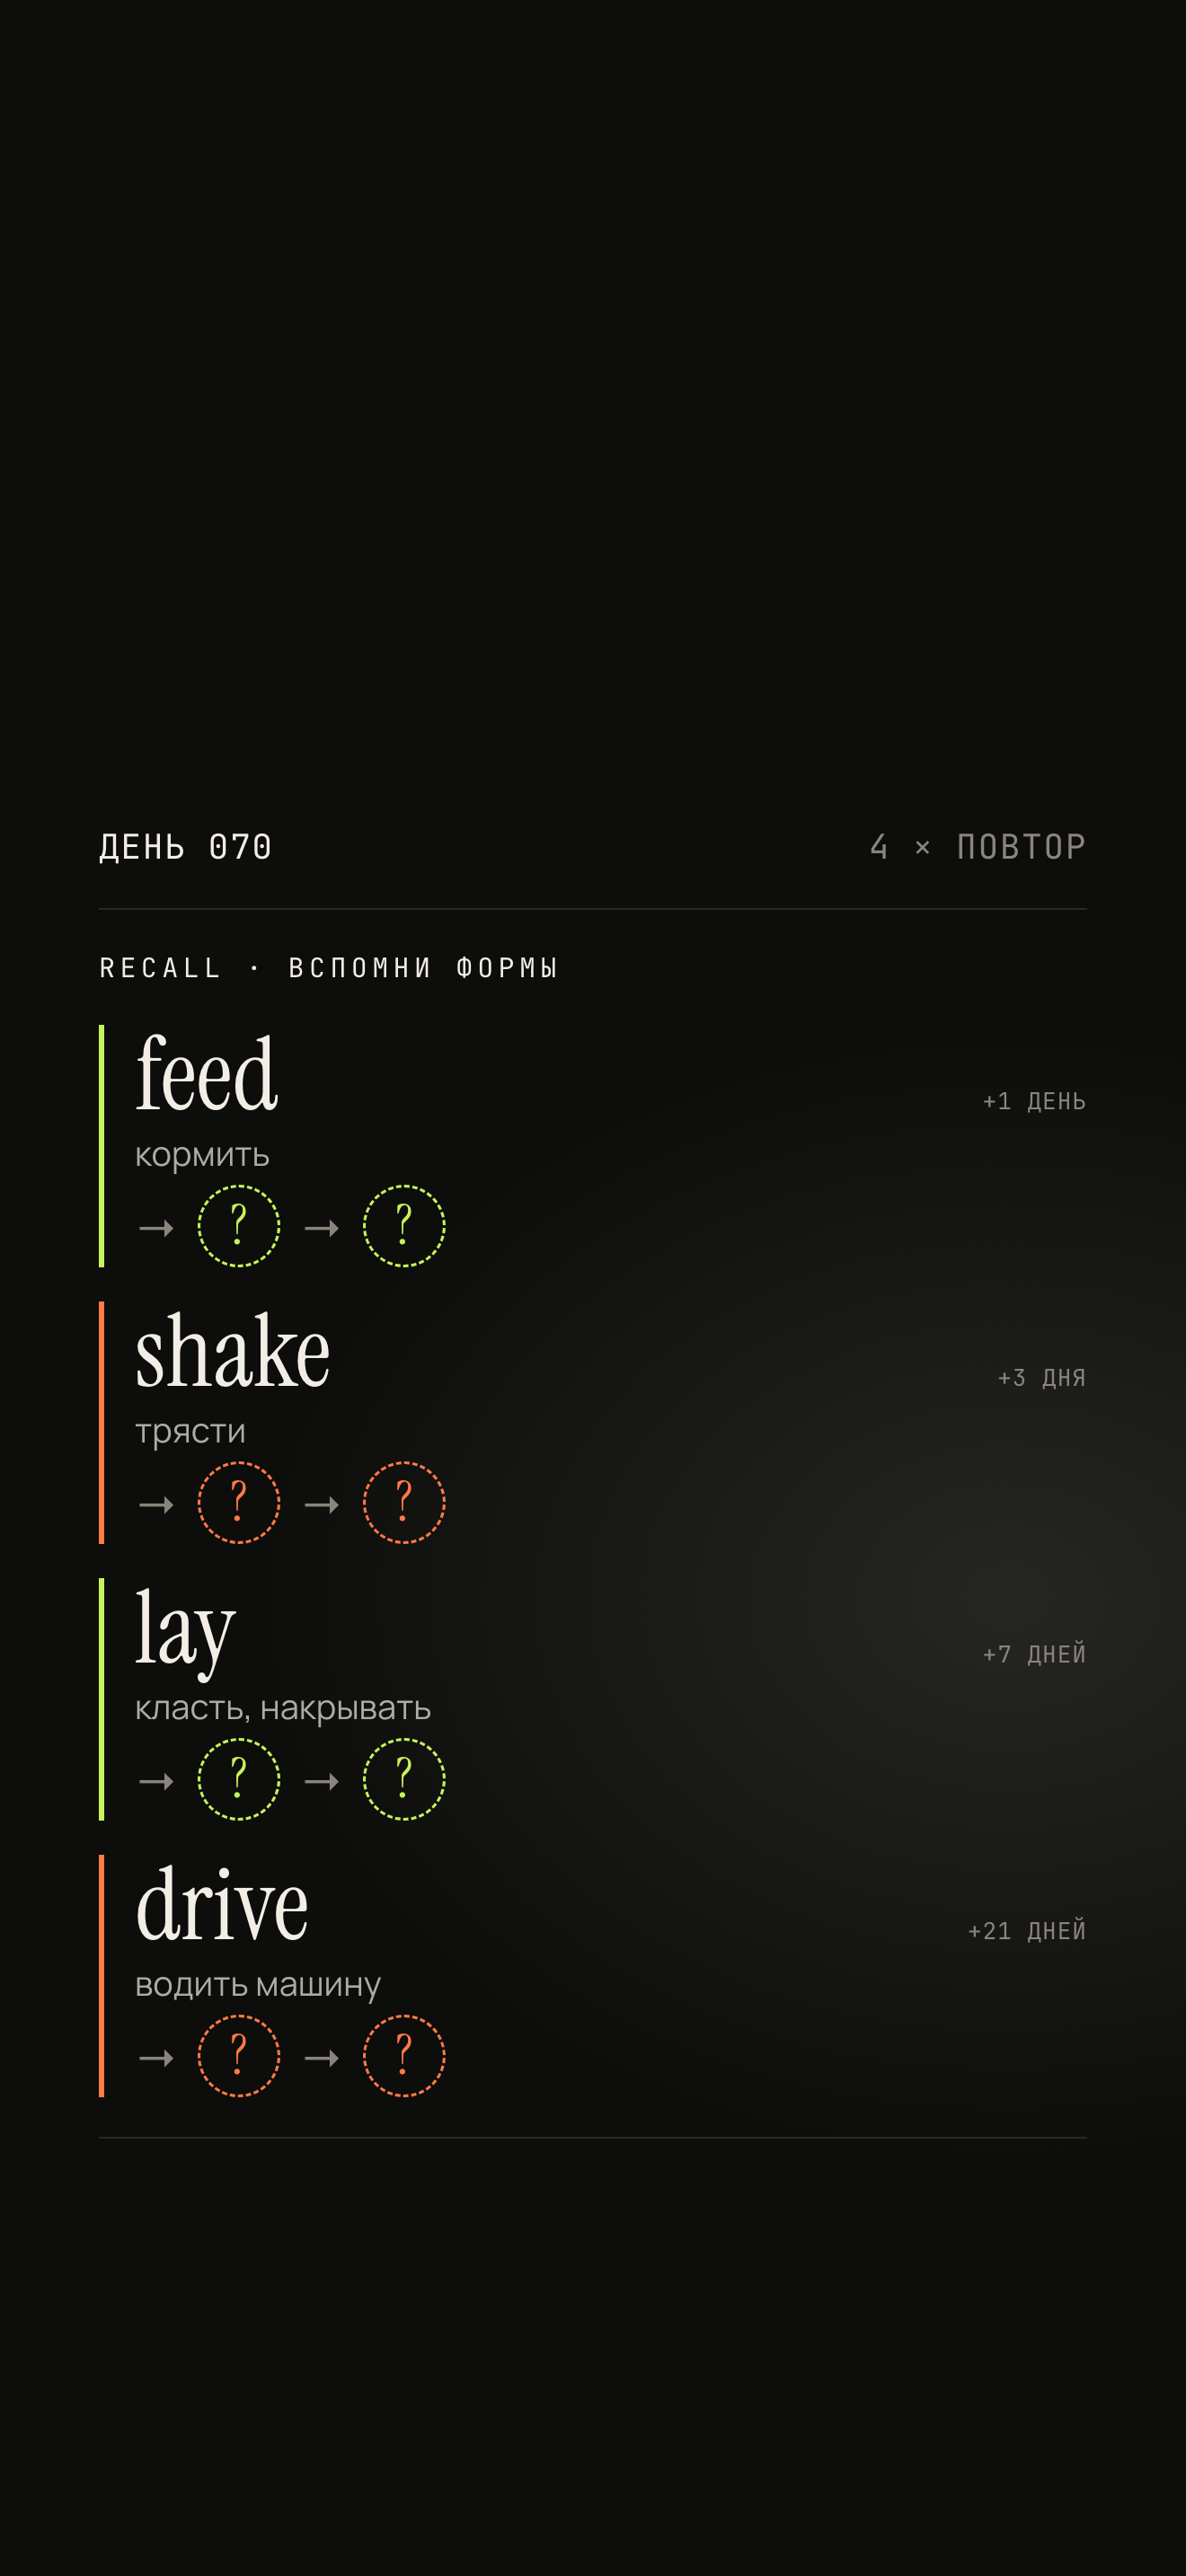 ДЕНЬ 070
4 × ПОВТОР
RECALL · ВСПОМНИ ФОРМЫ
feed
+1 ДЕНЬ
кормить
→ ? → ?
shake
+3 ДНЯ
трясти
→ ? → ?
lay
+7 ДНЕЙ
класть, накрывать
→ ? → ?
drive
+21 ДНЕЙ
водить машину
→ ? → ?